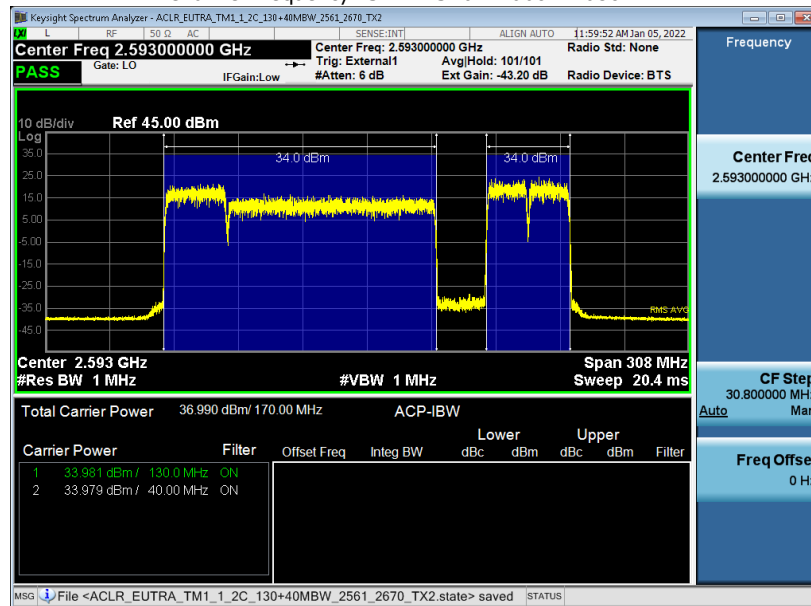 Keysight Spectrum Analyzer - ACLR_EUTRA_TM1_1_2C_130+40MBW_2561_2670_TX2
LXI L RF 50 Ω AC SENSE:INT ALIGN AUTO 11:59:52 AM Jan 05, 2022
Center Freq 2.593000000 GHz Center Freq: 2.593000000 GHz Radio Std: None
PASS Gate: LO Trig: External1 Avg|Hold: 101/101
IFGain:Low #Atten: 6 dB Ext Gain: -43.20 dB Radio Device: BTS
10 dB/div Ref 45.00 dBm
Log
35.0
34.0 dBm 34.0 dBm
25.0
15.0
5.00
-5.00
-15.0
-25.0
-35.0
RMS AVG
-45.0
Center 2.593 GHz Span 308 MHz
#Res BW 1 MHz #VBW 1 MHz Sweep 20.4 ms
Total Carrier Power 36.990 dBm/ 170.00 MHz ACP-IBW
Lower Upper
Carrier Power Filter Offset Freq Integ BW dBc dBm dBc dBm Filter
1 33.981 dBm / 130.0 MHz ON
2 33.979 dBm / 40.00 MHz ON
MSG File <ACLR_EUTRA_TM1_1_2C_130+40MBW_2561_2670_TX2.state> saved STATUS
Frequency
Center Freq
2.593000000 GH
CF Step
30.800000 MH
Auto Man
Freq Offse
0 H